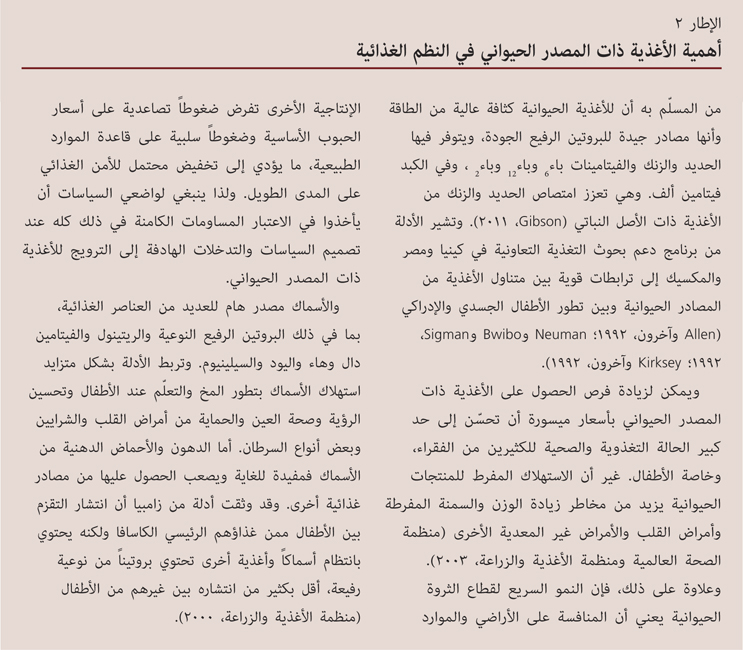 الإطار ٢
أهمية الأغذية ذات المصدر الحيواني في النظم الغذائية
من المسلّم به أن للأغذية الحيوانية كثافة عالية من الطاقة
وأنها مصادر جيدة للبروتين الرفيع الجودة، ويتوفر فيها
الحديد والزنك والفيتامينات باء6 وباء12 وباء2 ، وفي الكبد
فيتامين ألف. وهي تعزز امتصاص الحديد والزنك من
الأغذية ذات الأصل النباتي (Gibson، ٢٠١١). وتشير الأدلة
من برنامج دعم بحوث التغذية التعاونية في كينيا ومصر
والمكسيك إلى ترابطات قوية بين متناول الأغذية من
المصادر الحيوانية وبين تطور الأطفال الجسدي والإدراكي
(Allen وآخرون، ١٩٩٢؛ Neuman وBwibo وSigman،
١٩٩٢؛ Kirksey وآخرون، ١٩٩٢).
ويمكن لزيادة فرص الحصول على الأغذية ذات
المصدر الحيواني بأسعار ميسورة أن تحسّن إلى حد
كبير الحالة التغذوية والصحية للكثيرين من الفقراء،
وخاصة الأطفال. غير أن الاستهلاك المفرط للمنتجات
الحيوانية يزيد من مخاطر زيادة الوزن والسمنة المفرطة
وأمراض القلب والأمراض غير المعدية الأخرى (منظمة
الصحة العالمية ومنظمة الأغذية والزراعة، ٢٠٠٣).
وعلاوة على ذلك، فإن النمو السريع لقطاع الثروة
الحيوانية يعني أن المنافسة على الأراضي والموارد
الإنتاجية الأخرى تفرض ضغوطاً تصاعدية على أسعار
الحبوب الأساسية وضغوطاً سلبية على قاعدة الموارد
الطبيعية، ما يؤدي إلى تخفيض محتمل للأمن الغذائي
على المدى الطويل. ولذا ينبغي لواضعي السياسات أن
يأخذوا في الاعتبار المساومات الكامنة في ذلك كله عند
تصميم السياسات والتدخلات الهادفة إلى الترويج للأغذية
ذات المصدر الحيواني.
والأسماك مصدر هام للعديد من العناصر الغذائية،
بما في ذلك البروتين الرفيع النوعية والريتينول والفيتامين
دال وهاء واليود والسيلينيوم. وتربط الأدلة بشكل متزايد
استهلاك الأسماك بتطور المخ والتعلّم عند الأطفال وتحسين
الرؤية وصحة العين والحماية من أمراض القلب والشرايين
وبعض أنواع السرطان. أما الدهون والأحماض الدهنية من
الأسماك فمفيدة للغاية ويصعب الحصول عليها من مصادر
غذائية أخرى. وقد وثقت أدلة من زامبيا أن انتشار التقزم
بين الأطفال ممن غذاؤهم الرئيسي الكاسافا ولكنه يحتوي
بانتظام أسماكاً وأغذية أخرى تحتوي بروتيناً من نوعية
رفيعة، أقل بكثير من انتشاره بين غيرهم من الأطفال
(منظمة الأغذية والزراعة، ٢٠٠٠).